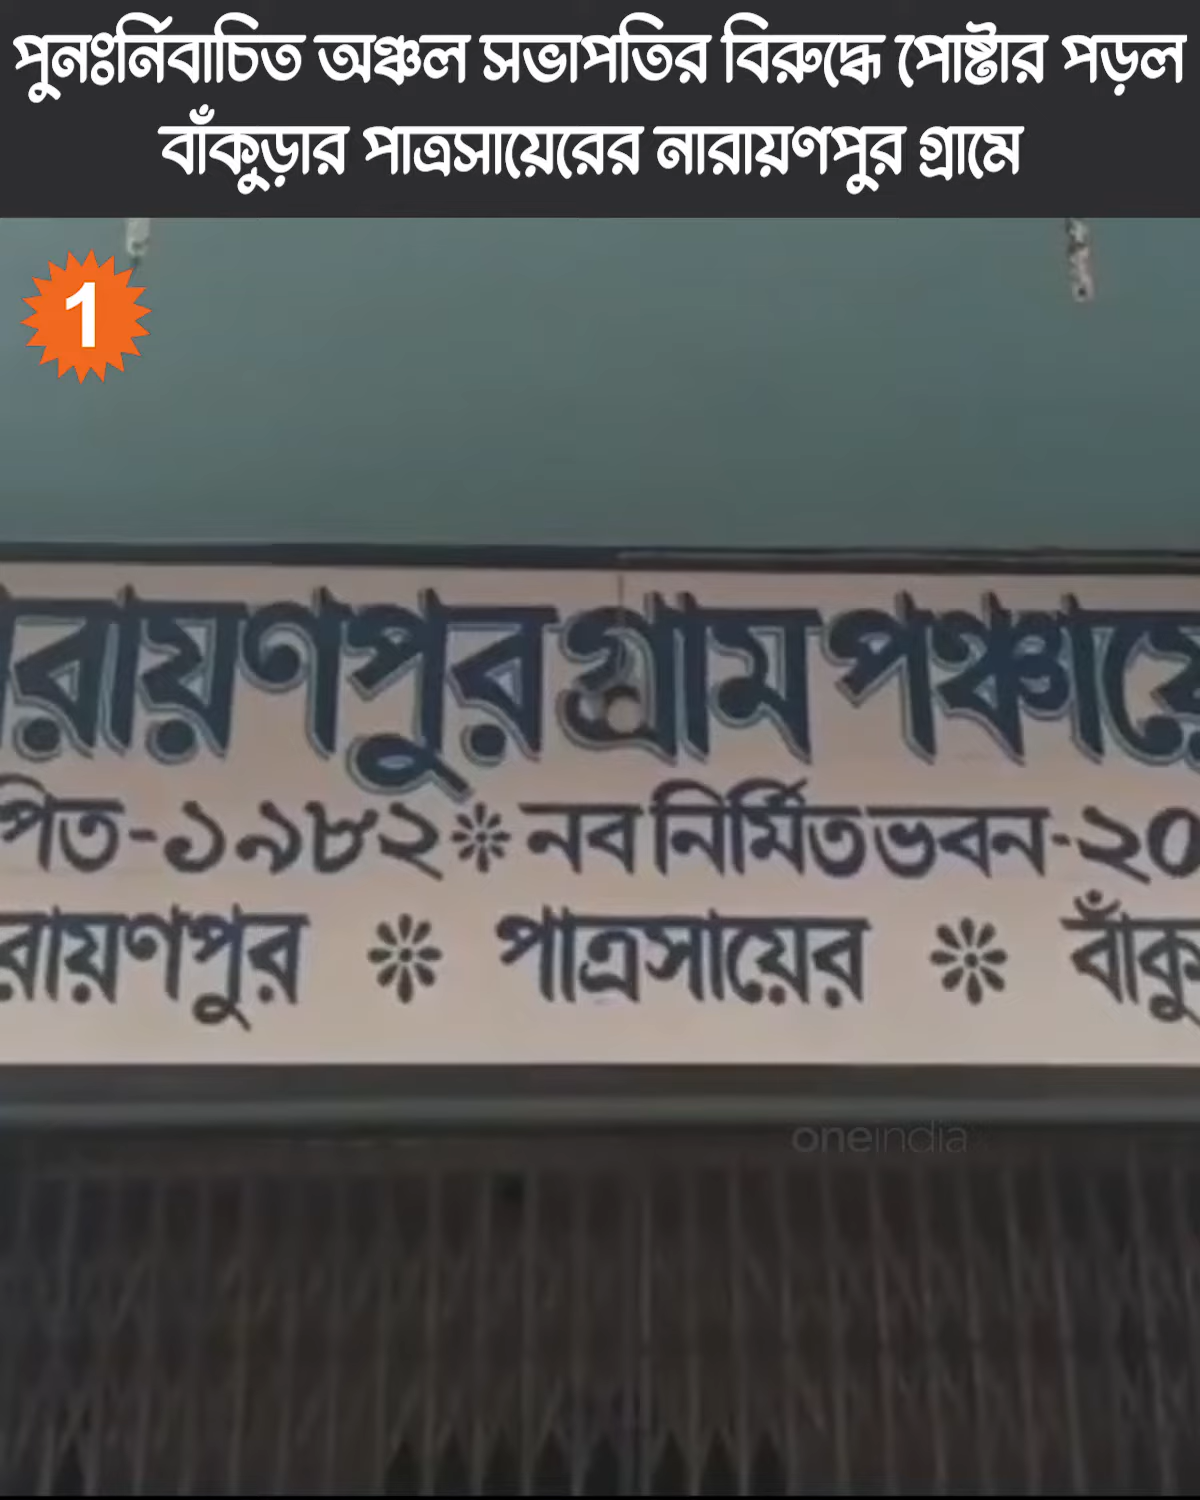 পুনঃর্নিবাচিত অঞ্চল সভাপতির বিরুদ্ধে পোষ্টার পড়ল
বাঁকুড়ার পাত্রসায়েরের নারায়ণপুর গ্রামে
1
রায়ণপুর গ্রাম পঞ্চায়ে
পিত-১৯৮২ নব নির্মিত ভবন-২০
রায়ণপুর পাত্রসায়ের বাঁকু
oneindia